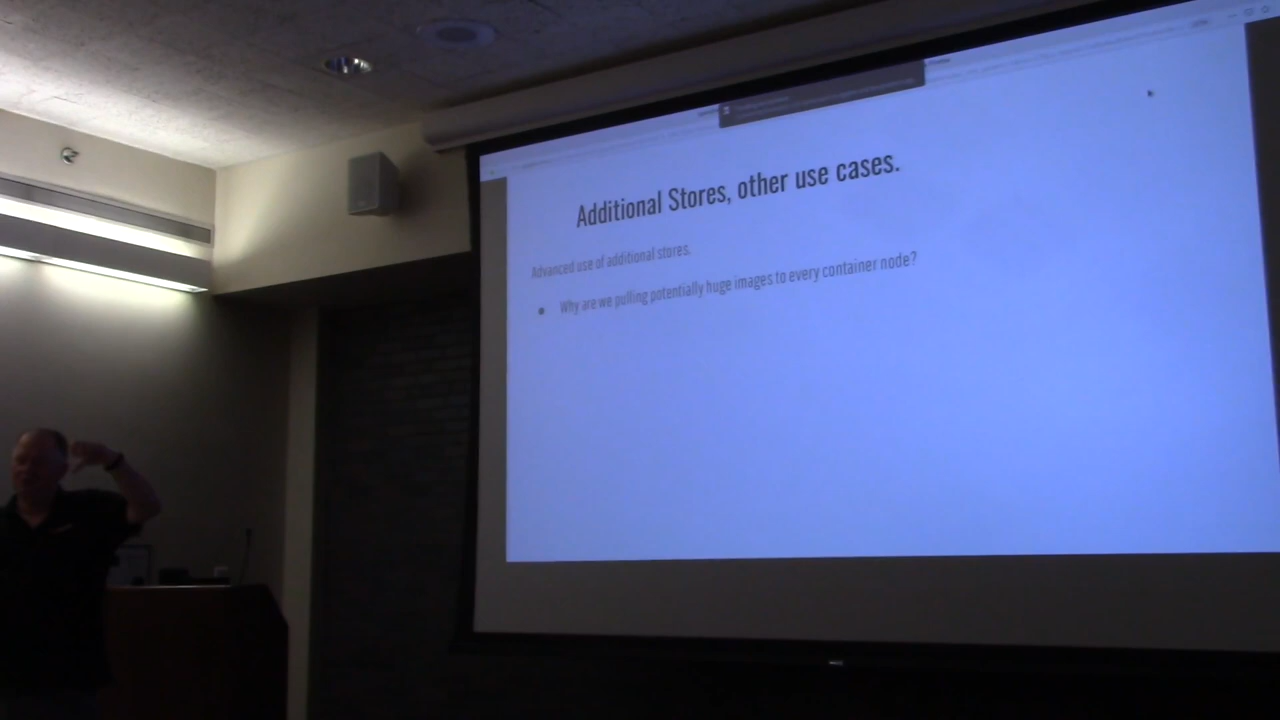 Additional Stores, other use cases.
Advanced use of additional stores.
Why are we pulling potentially huge images to every container node?